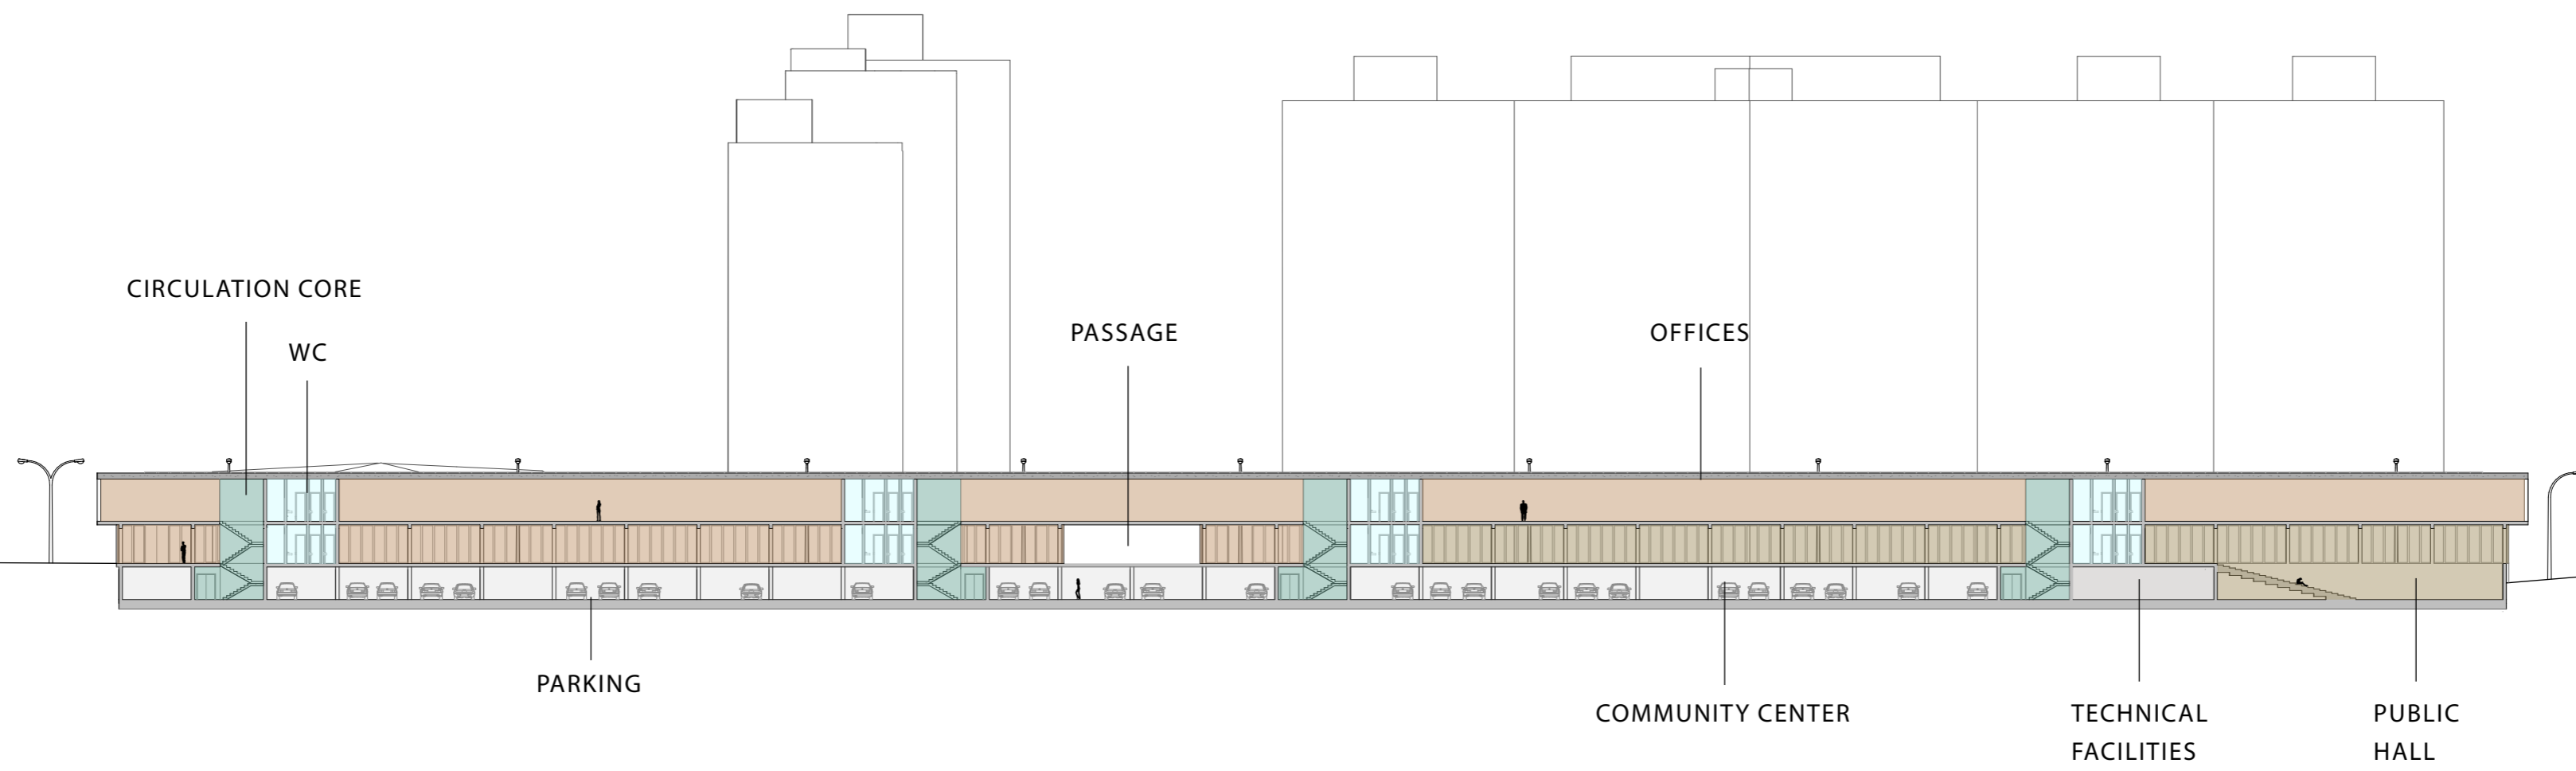 CIRCULATION CORE
WC
PASSAGE
OFFICES
PARKING
COMMUNITY CENTER
TECHNICAL
FACILITIES
PUBLIC
HALL